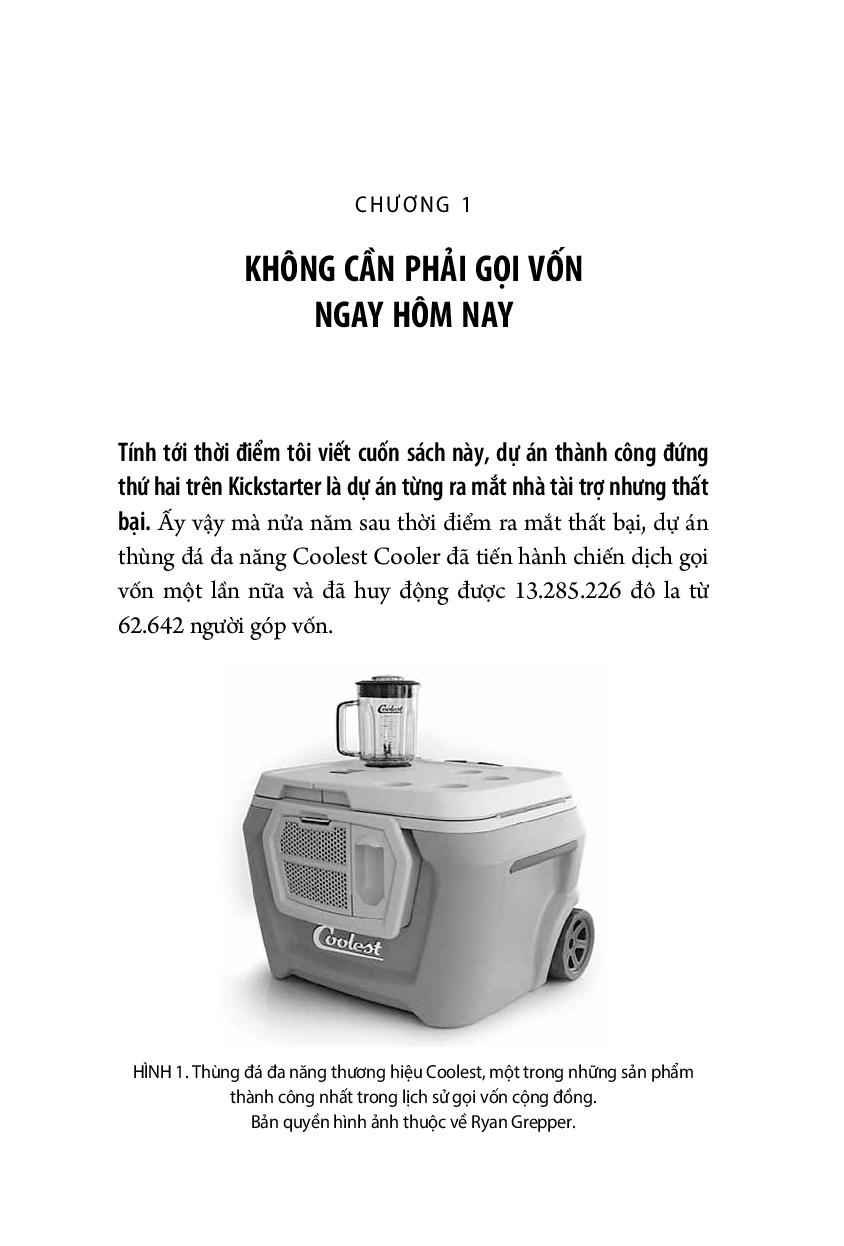 CHƯƠNG 1
KHÔNG CẦN PHẢI GỌI VỐN
NGAY HÔM NAY
Tính tới thời điểm tôi viết cuốn sách này, dự án thành công đứng
thứ hai trên Kickstarter là dự án từng ra mắt nhà tài trợ nhưng thất
bại. Ấy vậy mà nửa năm sau thời điểm ra mắt thất bại, dự án
thùng đá đa năng Coolest Cooler đã tiến hành chiến dịch gọi
vốn một lần nữa và đã huy động được 13.285.226 đô la từ
62.642 người góp vốn.
Coolest
Coolest
HÌNH 1. Thùng đá đa năng thương hiệu Coolest, một trong những sản phẩm
thành công nhất trong lịch sử gọi vốn cộng đồng.
Bản quyền hình ảnh thuộc về Ryan Grepper.